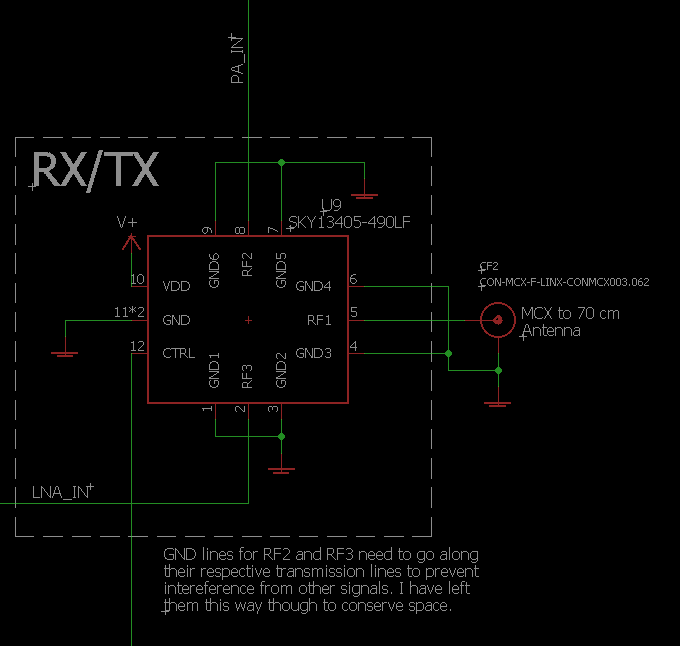 PA_IN
RX/TX
U9
SKY13405-490LF
V+
9
8
7
GND6
RF2
GND5
10
VDD
GND4
6
11*2
GND
RF1
5
12
CTRL
GND3
4
GND1
RF3
GND2
1
2
3
CF2
CON-MCX-F-LINX-CONMCX003.062
MCX to 70 cm
Antenna
LNA_IN
GND lines for RF2 and RF3 need to go along
their respective transmission lines to prevent
intereference from other signals. I have left
them this way though to conserve space.